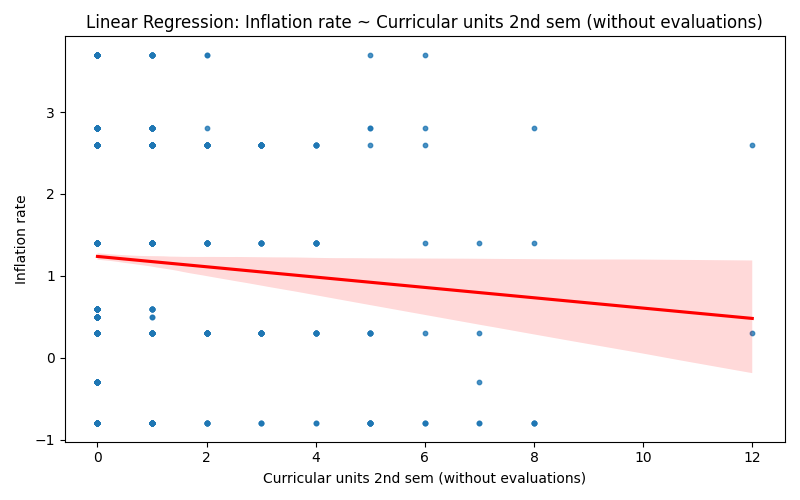 Linear Regression: Inflation rate ~ Curricular units 2nd sem (without evaluations)
Inflation rate
3
2
1
0
−1
0 2 4 6 8 10 12
Curricular units 2nd sem (without evaluations)